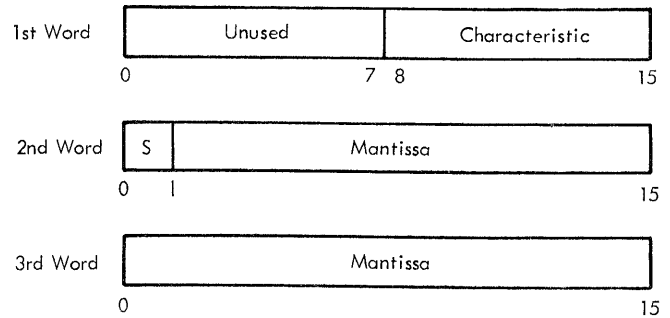 1st Word Unused Characteristic
0 7 8 15
2nd Word S Mantissa
0 1 15
3rd Word Mantissa
0 15